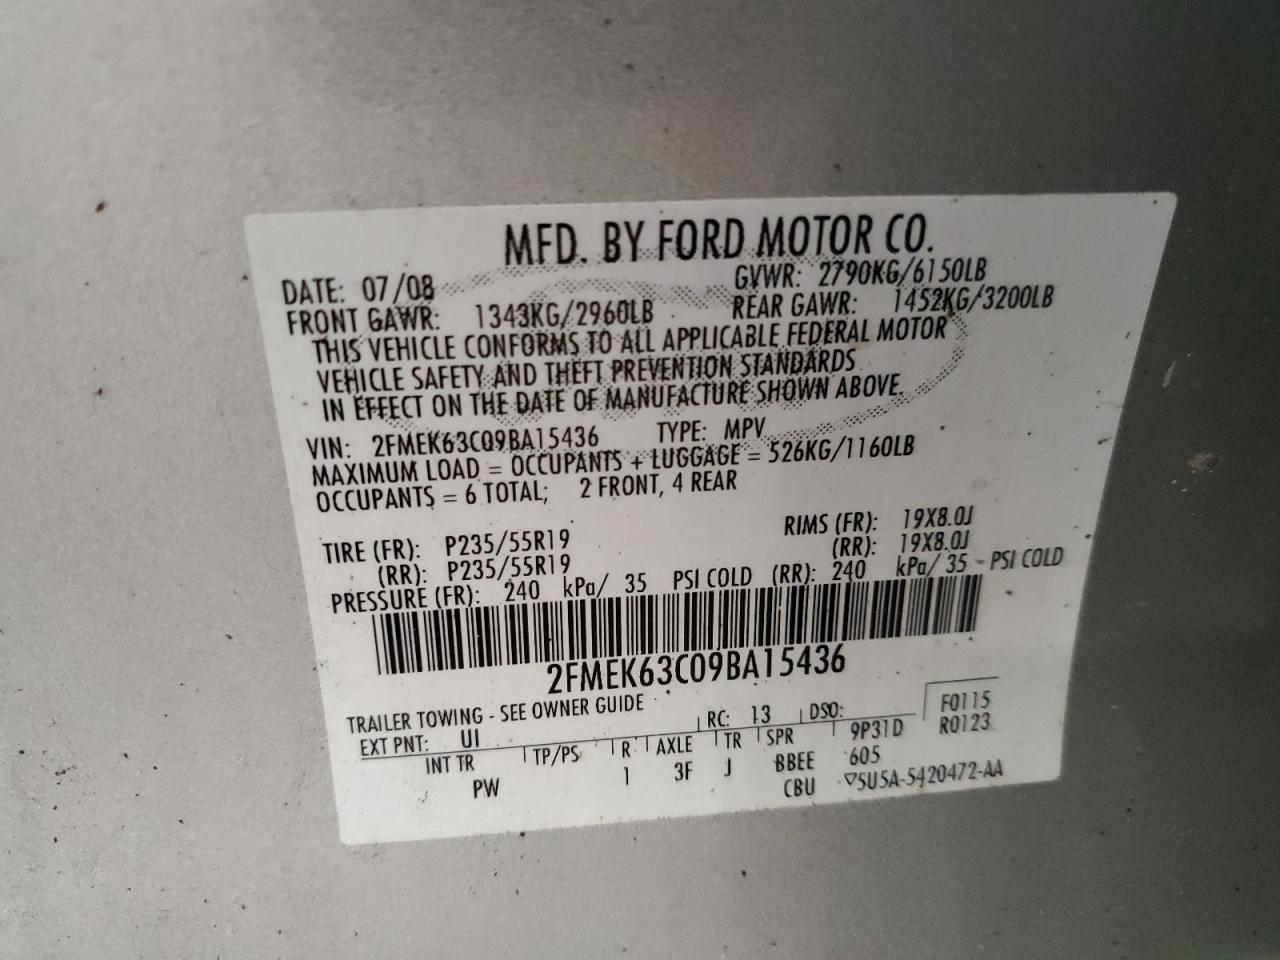 MFD. BY FORD MOTOR CO.
DATE: 07/08 GVWR: 2790KG/6150LB
FRONT GAWR: 1343KG/2960LB REAR GAWR: 1452KG/3200LB
THIS VEHICLE CONFORMS TO ALL APPLICABLE FEDERAL MOTOR
VEHICLE SAFETY AND THEFT PREVENTION STANDARDS
IN EFFECT ON THE DATE OF MANUFACTURE SHOWN ABOVE.
VIN: 2FMEK63C09BA15436 TYPE: MPV
MAXIMUM LOAD = OCCUPANTS + LUGGAGE = 526KG/1160LB
OCCUPANTS = 6 TOTAL; 2 FRONT, 4 REAR
TIRE (FR): P235/55R19 RIMS (FR): 19X8.0J
(RR): P235/55R19 (RR): 19X8.0J
PRESSURE (FR): 240 kPa/ 35 PSI COLD (RR): 240 kPa/ 35 - PSI COLD
2FMEK63C09BA15436
TRAILER TOWING - SEE OWNER GUIDE
EXT PNT: UI RC: 13 DSO: F0115
R0123
INT TR TP/PS R AXLE TR SPR 9P31D
PW 1 3F J BBEE 605
CBU ▽5U5A-5420472-AA